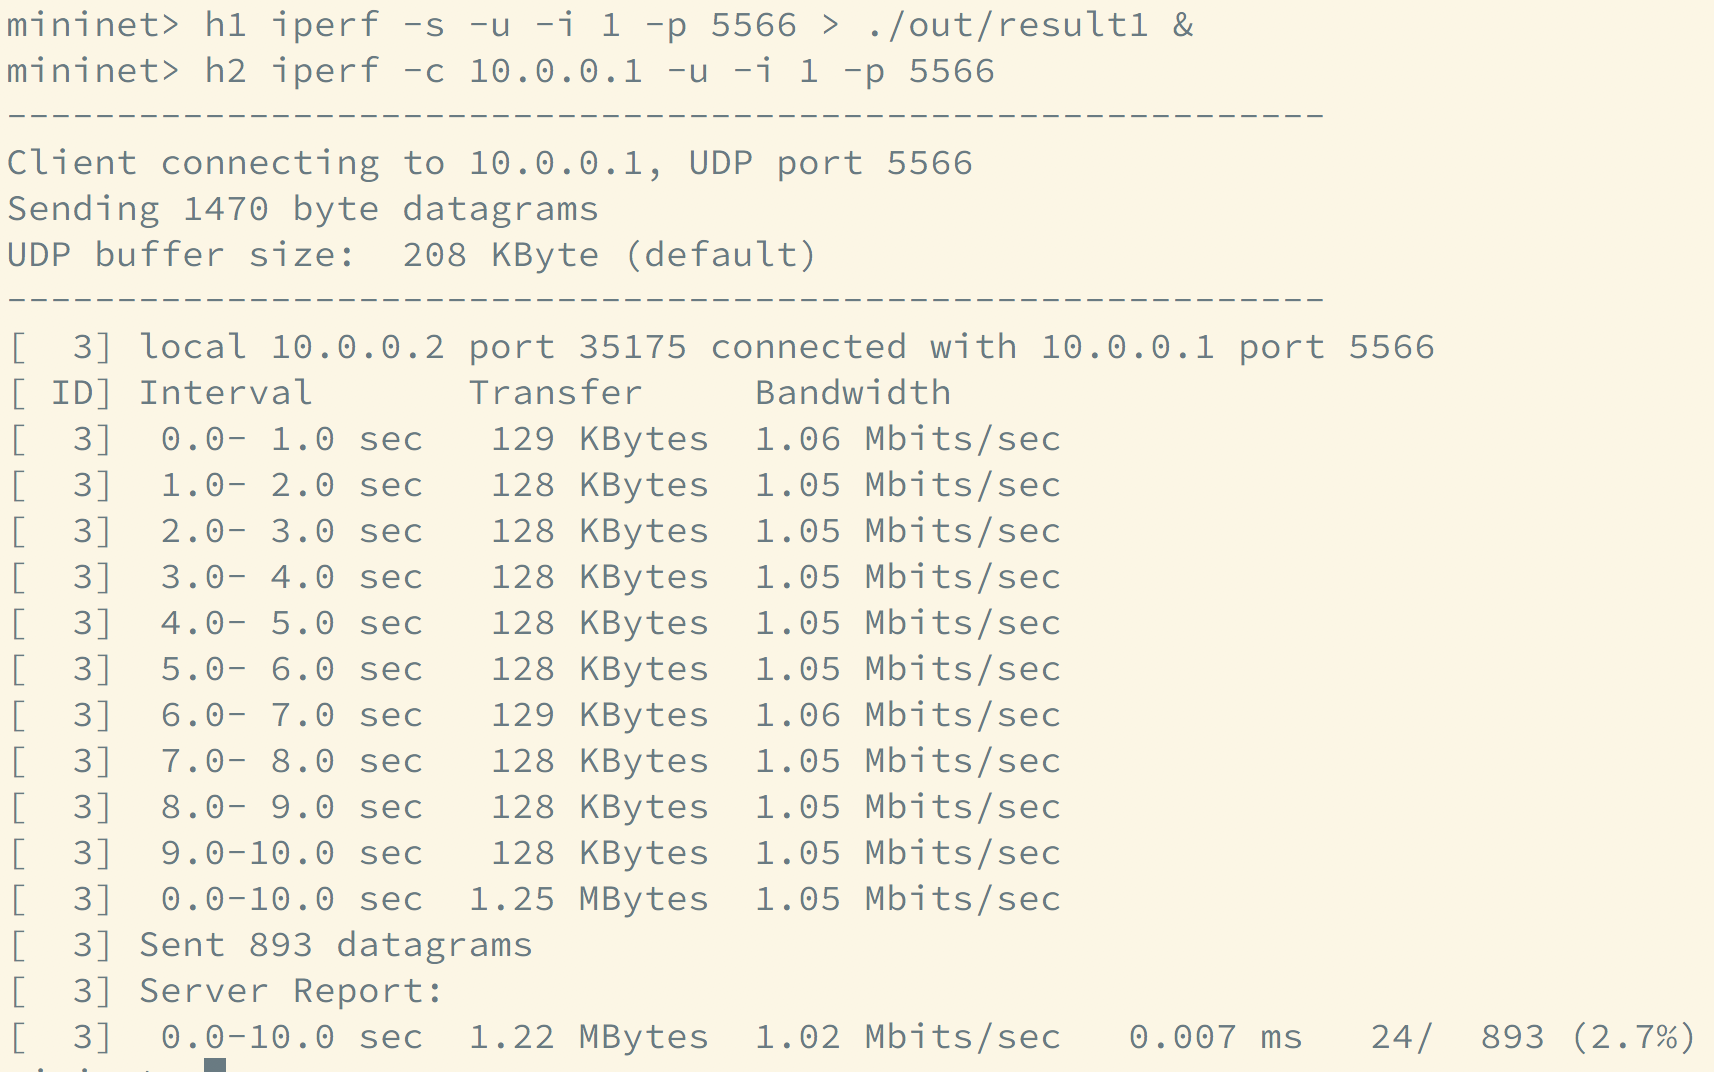 mininet> h1 iperf -s -u -i 1 -p 5566 > ./out/result1 &
mininet> h2 iperf -c 10.0.0.1 -u -i 1 -p 5566
------------------------------------------------------------
Client connecting to 10.0.0.1, UDP port 5566
Sending 1470 byte datagrams
UDP buffer size:  208 KByte (default)
------------------------------------------------------------
[  3] local 10.0.0.2 port 35175 connected with 10.0.0.1 port 5566
[ ID] Interval       Transfer     Bandwidth
[  3]  0.0- 1.0 sec   129 KBytes  1.06 Mbits/sec
[  3]  1.0- 2.0 sec   128 KBytes  1.05 Mbits/sec
[  3]  2.0- 3.0 sec   128 KBytes  1.05 Mbits/sec
[  3]  3.0- 4.0 sec   128 KBytes  1.05 Mbits/sec
[  3]  4.0- 5.0 sec   128 KBytes  1.05 Mbits/sec
[  3]  5.0- 6.0 sec   128 KBytes  1.05 Mbits/sec
[  3]  6.0- 7.0 sec   129 KBytes  1.06 Mbits/sec
[  3]  7.0- 8.0 sec   128 KBytes  1.05 Mbits/sec
[  3]  8.0- 9.0 sec   128 KBytes  1.05 Mbits/sec
[  3]  9.0-10.0 sec   128 KBytes  1.05 Mbits/sec
[  3]  0.0-10.0 sec  1.25 MBytes  1.05 Mbits/sec
[  3] Sent 893 datagrams
[  3] Server Report:
[  3]  0.0-10.0 sec  1.22 MBytes  1.02 Mbits/sec   0.007 ms   24/  893 (2.7%)